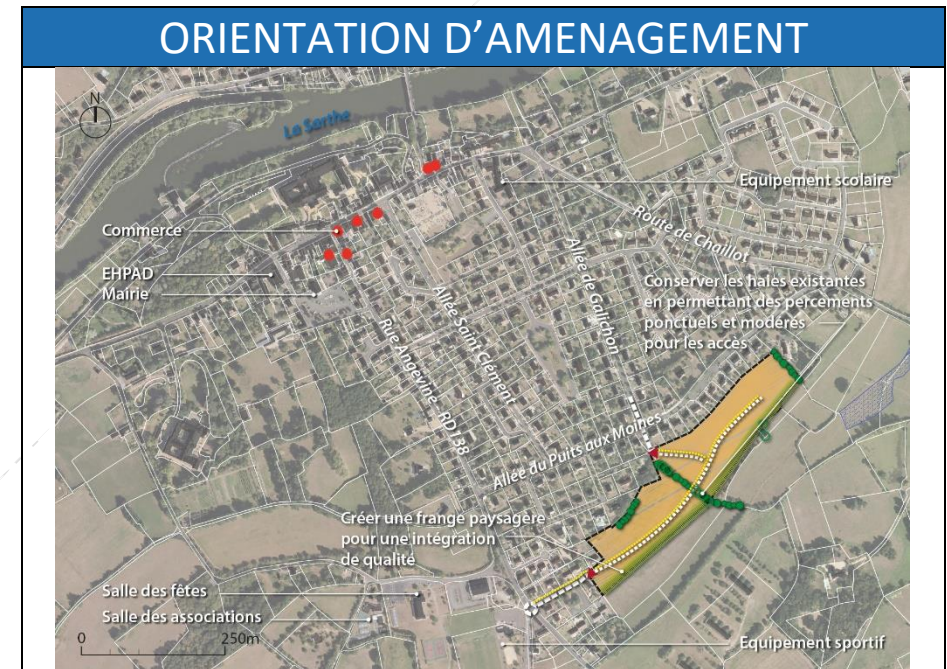 ORIENTATION D’AMENAGEMENT
N
La Sarthe
Equipement scolaire
Commerce
Route de Chaillot
EHPAD
Mairie
Allée de Galichon
Conserver les haies existantes
en permettant des percements
ponctuels et modérés
pour les accès
Allée Saint Clément
Rue Angevine - RD138
Allée du Puits aux Moines
Créer une frange paysagère
pour une intégration
de qualité
Salle des fêtes
Salle des associations
0
250m
Equipement sportif